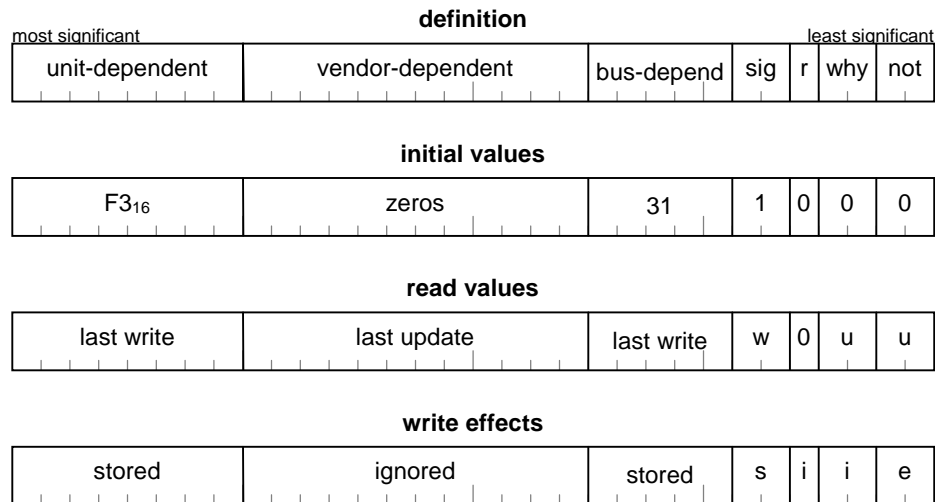 definition
most significant least significant
unit-dependent vendor-dependent bus-depend sig r why not
initial values
F3₁₆ zeros 31 1 0 0 0
read values
last write last update last write w 0 u u
write effects
stored ignored stored s i i e